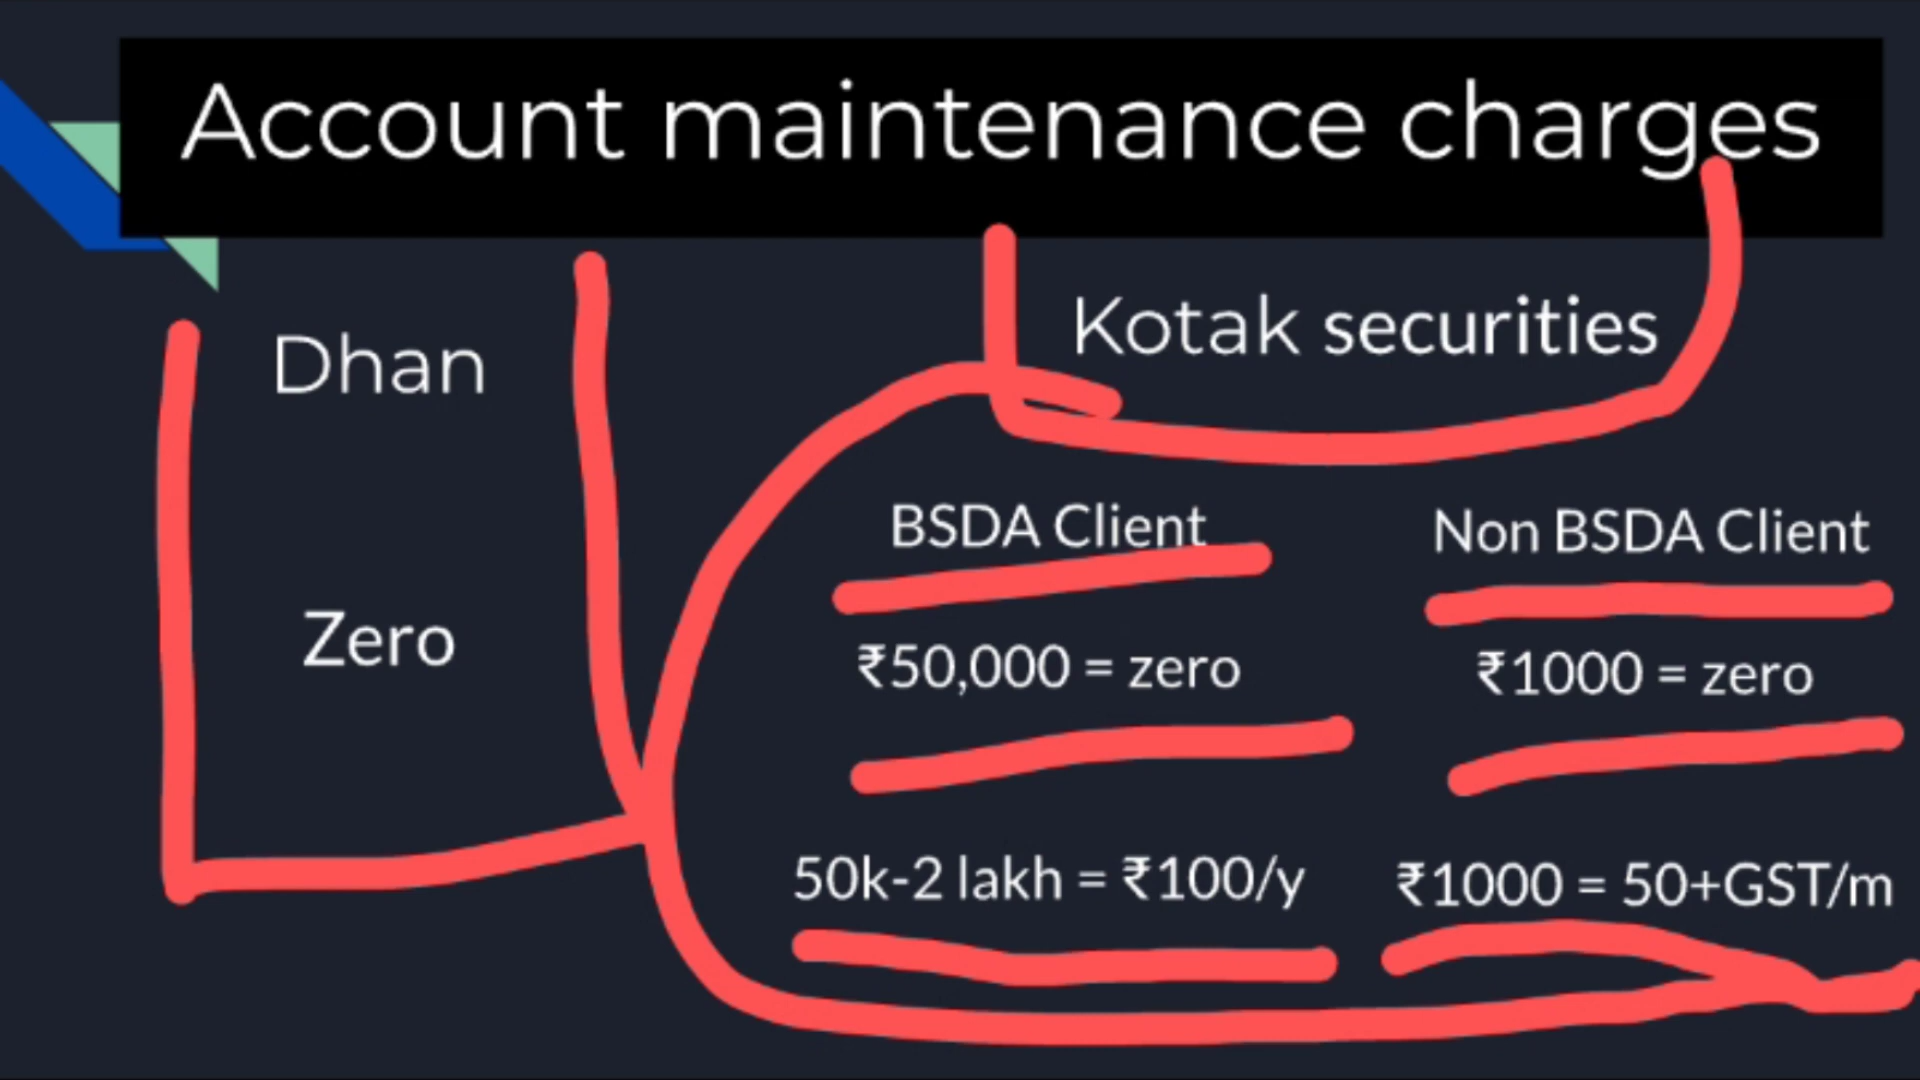 Account maintenance charges
Dhan
Zero
Kotak securities
BSDA Client
₹50,000 = zero
50k-2 lakh = ₹100/y
Non BSDA Client
₹1000 = zero
₹1000 = 50+GST/m